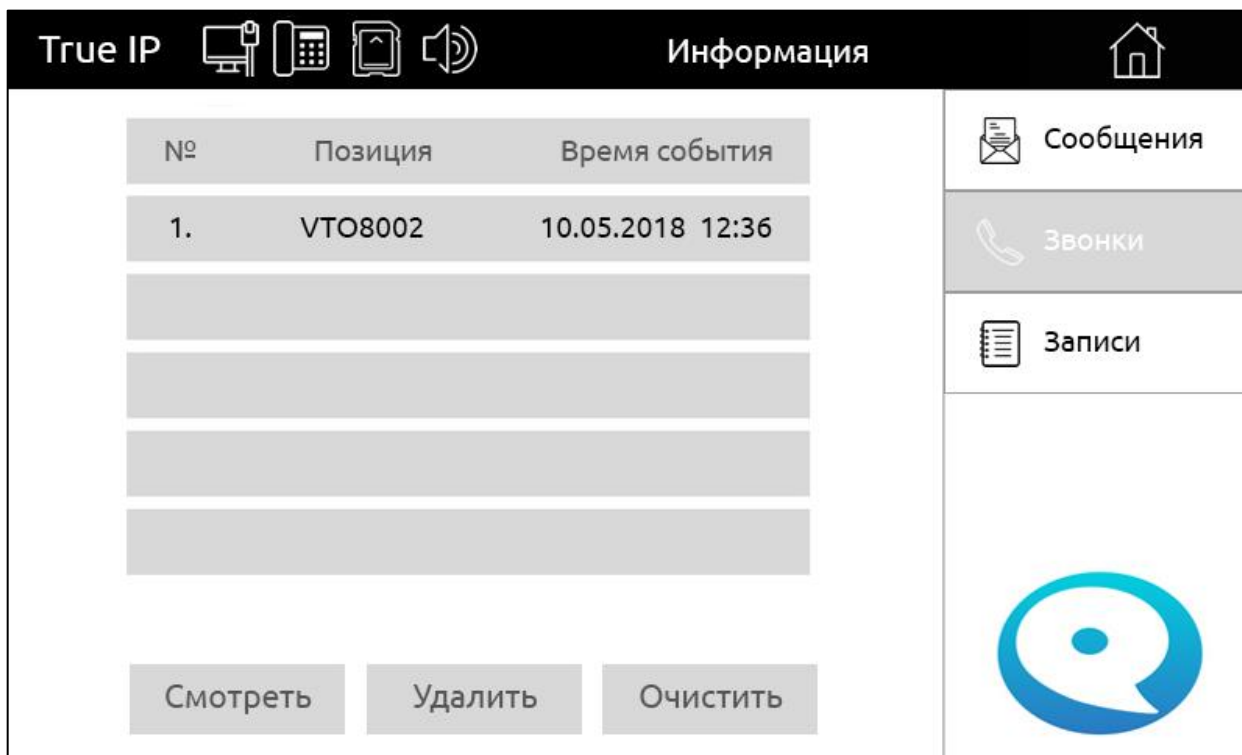 True IP Информация
№ Позиция Время события
1. VTO8002 10.05.2018 12:36
Смотреть Удалить Очистить
Сообщения
Звонки
Записи